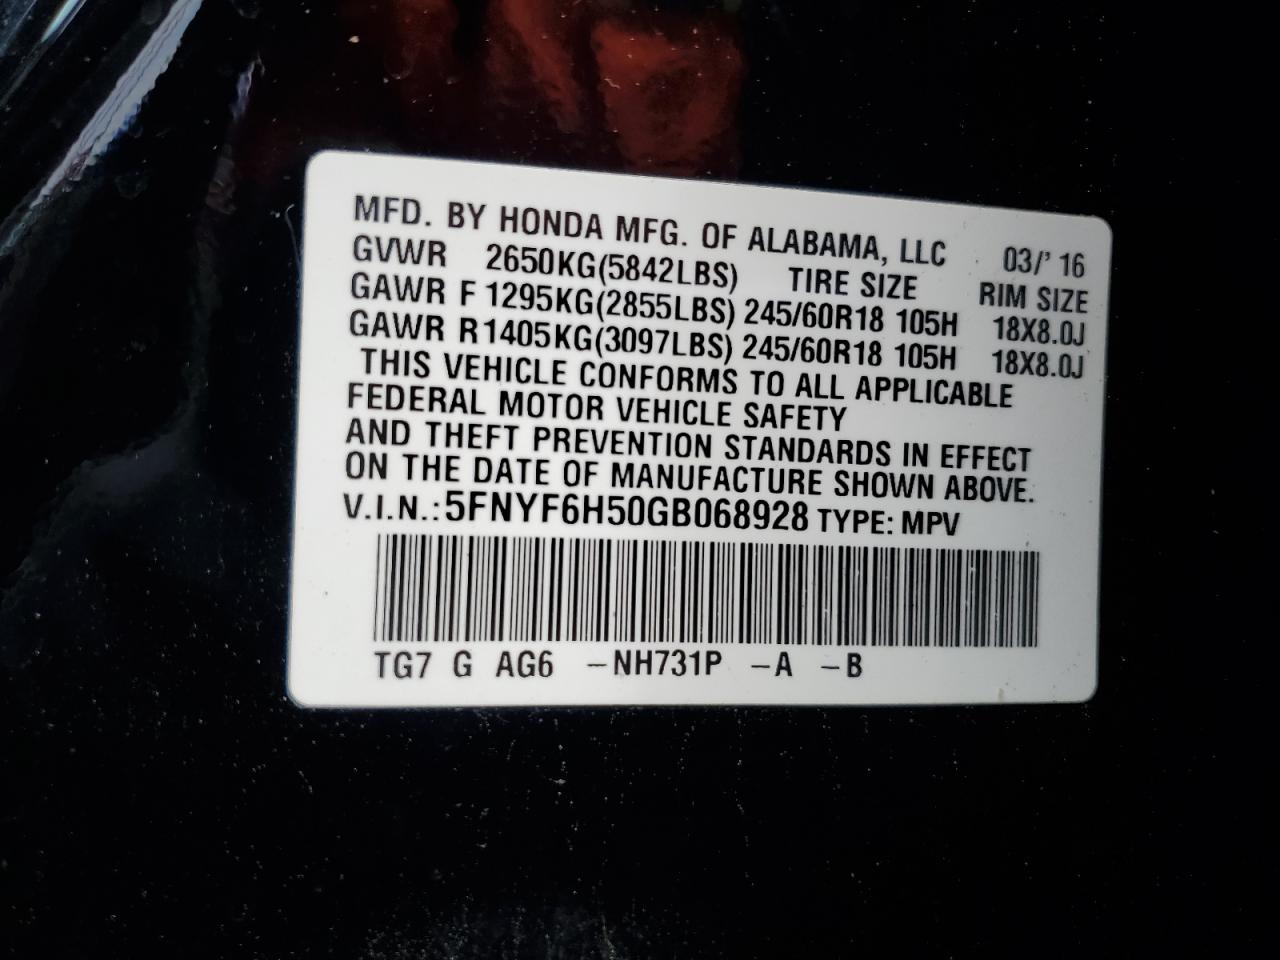 MFD. BY HONDA MFG. OF ALABAMA, LLC 03/'16
GVWR 2650KG(5842LBS) TIRE SIZE RIM SIZE
GAWR F 1295KG(2855LBS) 245/60R18 105H 18X8.0J
GAWR R 1405KG(3097LBS) 245/60R18 105H 18X8.0J
THIS VEHICLE CONFORMS TO ALL APPLICABLE
FEDERAL MOTOR VEHICLE SAFETY
AND THEFT PREVENTION STANDARDS IN EFFECT
ON THE DATE OF MANUFACTURE SHOWN ABOVE.
V.I.N.: 5FNYF6H50GB068928 TYPE: MPV
TG7 G AG6 -NH731P -A -B